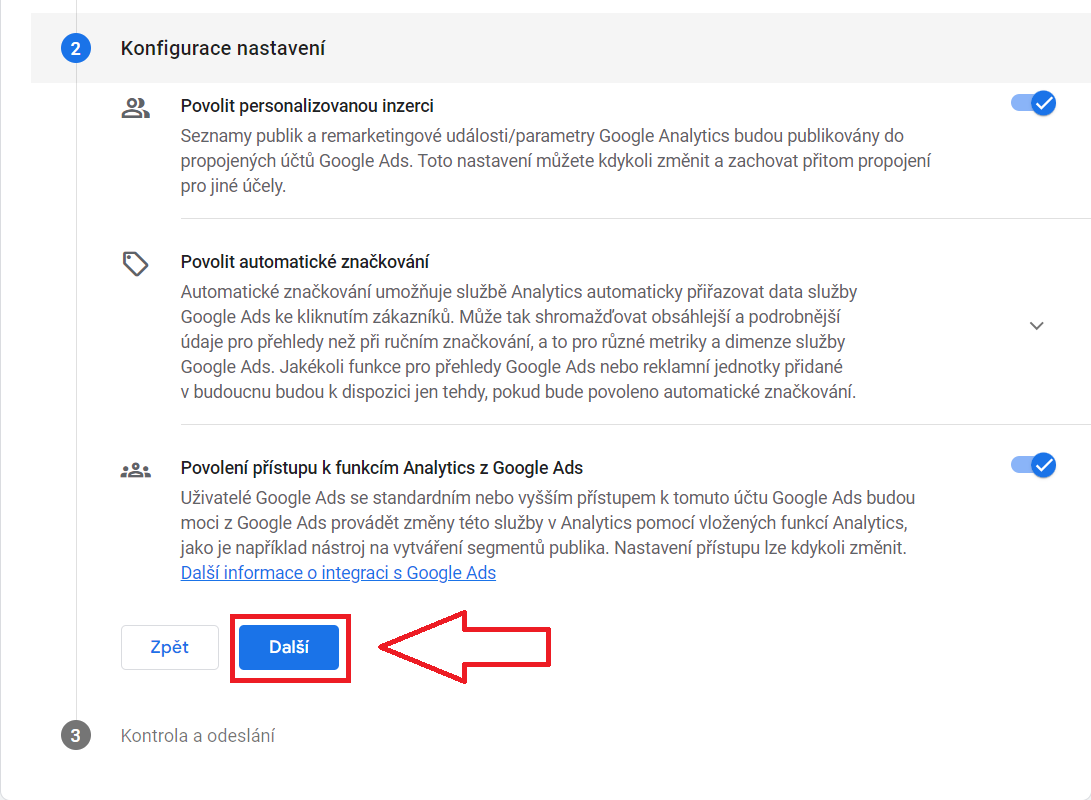 2
Konfigurace nastavení
Povolit personalizovanou inzerci
Seznamy publik a remarketingové události/parametry Google Analytics budou publikovány do
propojených účtů Google Ads. Toto nastavení můžete kdykoli změnit a zachovat přitom propojení
pro jiné účely.
Povolit automatické značkování
Automatické značkování umožňuje službě Analytics automaticky přiřazovat data služby
Google Ads ke kliknutím zákazníků. Může tak shromažďovat obsáhlejší a podrobnější
údaje pro přehledy než při ručním značkování, a to pro různé metriky a dimenze služby
Google Ads. Jakékoli funkce pro přehledy Google Ads nebo reklamní jednotky přidané
v budoucnu budou k dispozici jen tehdy, pokud bude povoleno automatické značkování.
Povolení přístupu k funkcím Analytics z Google Ads
Uživatelé Google Ads se standardním nebo vyšším přístupem k tomuto účtu Google Ads budou
moci z Google Ads provádět změny této služby v Analytics pomocí vložených funkcí Analytics,
jako je například nástroj na vytváření segmentů publika. Nastavení přístupu lze kdykoli změnit.
Další informace o integraci s Google Ads
Zpět
Další
3
Kontrola a odeslání